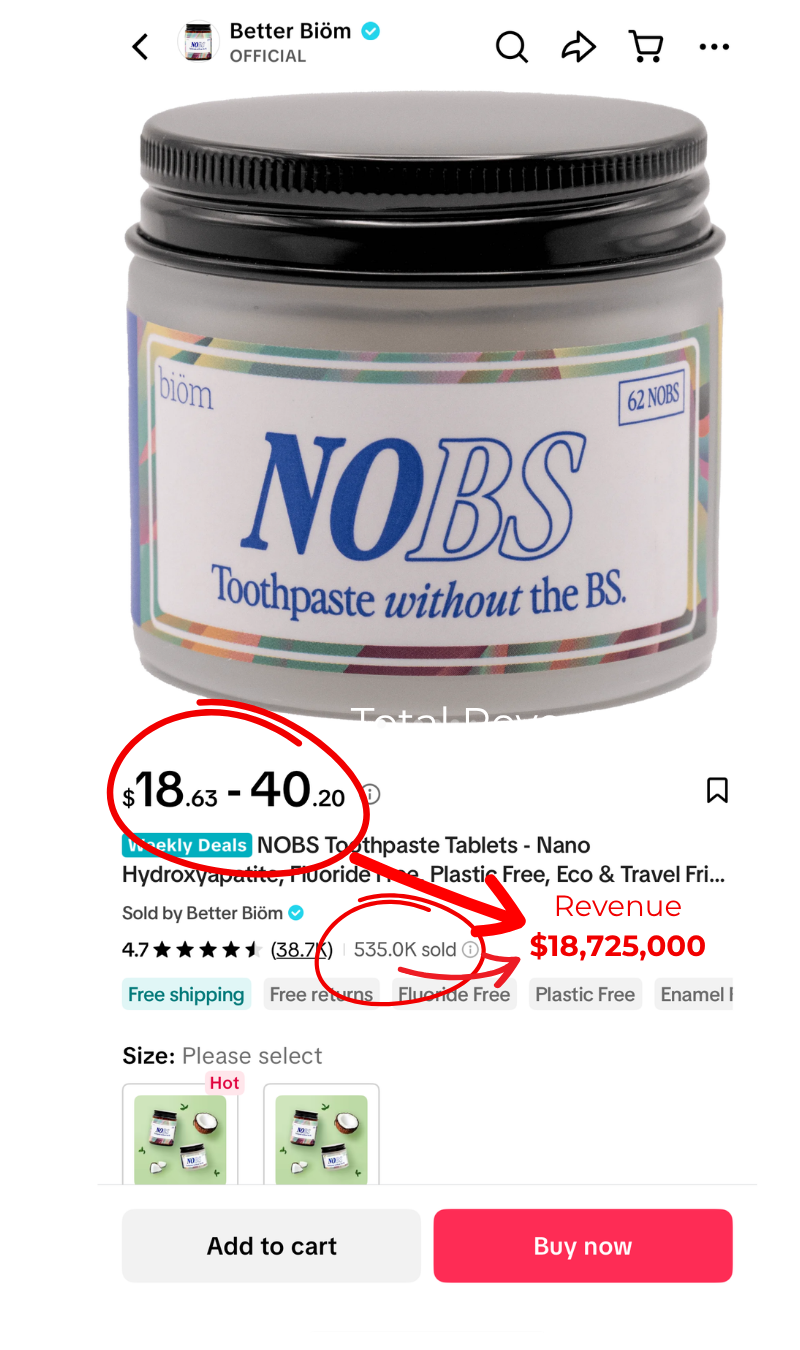 Better Biöm
OFFICIAL
biöm
62 NOBS
NOBS
Toothpaste without the BS.
Total Reve
$18.63 - 40.20
Weekly Deals NOBS Toothpaste Tablets - Nano
Hydroxyapatite, Fluoride Free, Plastic Free, Eco & Travel Fri...
Revenue
Sold by Better Biöm
$18,725,000
4.7 (38.7K) 535.0K sold
Free shipping Free returns Fluoride Free Plastic Free Enamel
Size: Please select
Hot
Add to cart Buy now